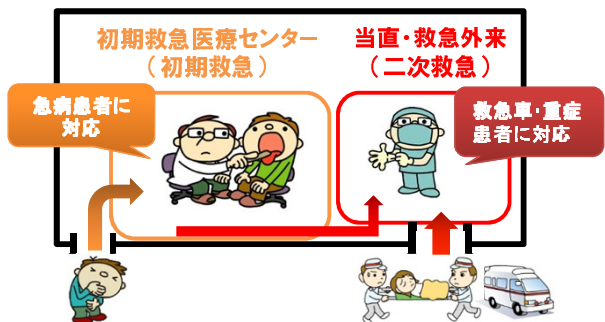 初期救急医療センター
（ 初期救急 ）
当直・救急外来
（ 二次救急 ）
急病患者に
対応
救急車・重症
患者に対応